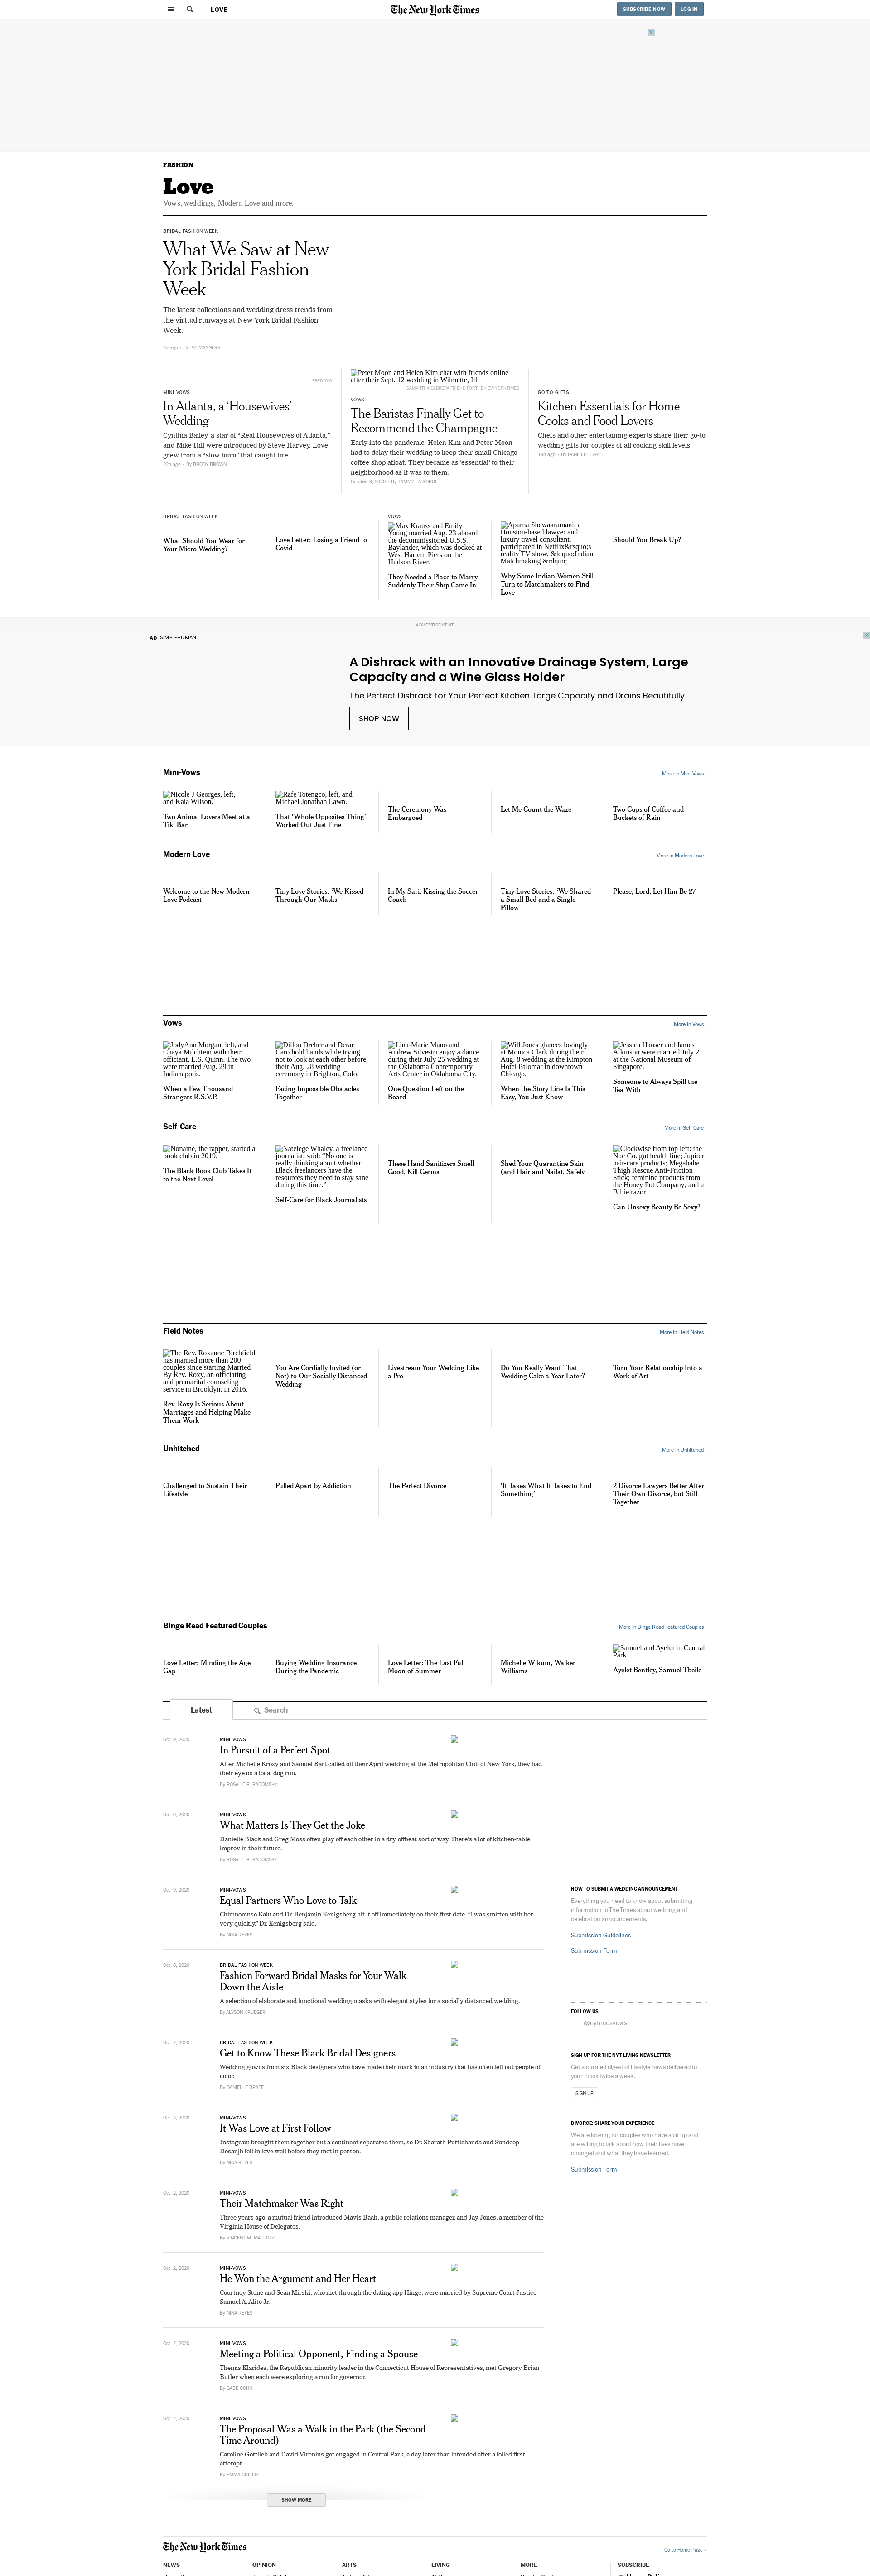 LOVE
The New York Times
SUBSCRIBE NOW
LOG IN
FASHION
Love
Vows, weddings, Modern Love and more.
BRIDAL FASHION WEEK
What We Saw at New
York Bridal Fashion
Week
The latest collections and wedding dress trends from
the virtual runways at New York Bridal Fashion
Week.
2d ago · By IVY MANNERS
FREDDYO
MINI-VOWS
In Atlanta, a ‘Housewives’
Wedding
Cynthia Bailey, a star of “Real Housewives of Atlanta,”
and Mike Hill were introduced by Steve Harvey. Love
grew from a “slow burn” that caught fire.
22h ago · By BRODY BROWN
Peter Moon and Helen Kim chat with friends online
after their Sept. 12 wedding in Wilmette, Ill.
VOWS
The Baristas Finally Get to
Recommend the Champagne
Early into the pandemic, Helen Kim and Peter Moon
had to delay their wedding to keep their small Chicago
coffee shop afloat. They became as ‘essential’ to their
neighborhood as it was to them.
October 9, 2020 · By TAMMY LA GORCE
GO-TO-GIFTS
Kitchen Essentials for Home
Cooks and Food Lovers
Chefs and other entertaining experts share their go-to
wedding gifts for couples of all cooking skill levels.
19h ago · By DANIELLE BRAFF
BRIDAL FASHION WEEK
What Should You Wear for
Your Micro Wedding?
Love Letter: Losing a Friend to
Covid
VOWS
Max Krauss and Emily
Young married Aug. 23 aboard
the decommissioned U.S.S.
Baylander, which was docked at
West Harlem Piers on the
Hudson River.
They Needed a Place to Marry.
Suddenly Their Ship Came In.
Aparna Shewakramani, a
Houston-based lawyer and
luxury travel consultant,
participated in Netflix&rsquo;s
reality TV show, &ldquo;Indian
Matchmaking.&rdquo;
Why Some Indian Women Still
Turn to Matchmakers to Find
Love
Should You Break Up?
ADVERTISEMENT
AD SIMPLEHUMAN
A Dishrack with an Innovative Drainage System, Large
Capacity and a Wine Glass Holder
The Perfect Dishrack for Your Perfect Kitchen. Large Capacity and Drains Beautifully.
SHOP NOW
Mini-Vows
More in Mini-Vows ›
Nicole J Georges, left,
and Kaia Wilson.
Two Animal Lovers Meet at a
Tiki Bar
Rafe Totengco, left, and
Michael Jonathan Lawn.
That ‘Whole Opposites Thing’
Worked Out Just Fine
The Ceremony Was
Embargoed
Let Me Count the Waze
Two Cups of Coffee and
Buckets of Rain
Modern Love
More in Modern Love ›
Welcome to the New Modern
Love Podcast
Tiny Love Stories: ‘We Kissed
Through Our Masks’
In My Sari, Kissing the Soccer
Coach
Tiny Love Stories: ‘We Shared
a Small Bed and a Single
Pillow’
Please, Lord, Let Him Be 27
Vows
More in Vows ›
JodyAnn Morgan, left, and
Chaya Milchtein with their
officiant, L.S. Quinn. The two
were married Aug. 29 in
Indianapolis.
When a Few Thousand
Strangers R.S.V.P.
Dillon Dreher and Derae
Caro hold hands while trying
not to look at each other before
their Aug. 28 wedding
ceremony in Brighton, Colo.
Facing Impossible Obstacles
Together
Lina-Marie Mano and
Andrew Silvestri enjoy a dance
during their July 25 wedding at
the Oklahoma Contemporary
Arts Center in Oklahoma City.
One Question Left on the
Board
Will Jones glances lovingly
at Monica Clark during their
Aug. 8 wedding at the Kimpton
Hotel Palomar in downtown
Chicago.
When the Story Line Is This
Easy, You Just Know
Jessica Hanser and James
Atkinson were married July 21
at the National Museum of
Singapore.
Someone to Always Spill the
Tea With
Self-Care
More in Self-Care ›
Noname, the rapper, started a
book club in 2019.
The Black Book Club Takes It
to the Next Level
Natelegé Whaley, a freelance
journalist, said: “No one is
really thinking about whether
Black freelancers have the
resources they need to stay sane
during this time.”
Self-Care for Black Journalists
These Hand Sanitizers Smell
Good, Kill Germs
Shed Your Quarantine Skin
(and Hair and Nails), Safely
Clockwise from top left: the
Nue Co. gut health line; Jupiter
hair-care products; Megababe
Thigh Rescue Anti-Friction
Stick; feminine products from
the Honey Pot Company; and a
Billie razor.
Can Unsexy Beauty Be Sexy?
Field Notes
More in Field Notes ›
The Rev. Roxanne Birchfield
has married more than 200
couples since starting Married
By Rev. Roxy, an officiating
and premarital counseling
service in Brooklyn, in 2016.
Rev. Roxy Is Serious About
Marriages and Helping Make
Them Work
You Are Cordially Invited (or
Not) to Our Socially Distanced
Wedding
Livestream Your Wedding Like
a Pro
Do You Really Want That
Wedding Cake a Year Later?
Turn Your Relationship Into a
Work of Art
Unhitched
More in Unhitched ›
Challenged to Sustain Their
Lifestyle
Pulled Apart by Addiction
The Perfect Divorce
‘It Takes What It Takes to End
Something’
2 Divorce Lawyers Better After
Their Own Divorce, but Still
Together
Binge Read Featured Couples
More in Binge Read Featured Couples ›
Love Letter: Minding the Age
Gap
Buying Wedding Insurance
During the Pandemic
Love Letter: The Last Full
Moon of Summer
Michelle Wikum, Walker
Williams
Samuel and Ayelet in Central
Park
Ayelet Bentley, Samuel Tbeile
Latest
Search
Oct. 9, 2020
MINI-VOWS
In Pursuit of a Perfect Spot
After Michelle Krozy and Samuel Bart called off their April wedding at the Metropolitan Club of New York, they had
their eye on a local dog run.
By ROSALIE R. RADOMSKY
Oct. 9, 2020
MINI-VOWS
What Matters Is They Get the Joke
Danielle Black and Greg Moss often play off each other in a dry, offbeat sort of way. There’s a lot of kitchen-table
improv in their future.
By ROSALIE R. RADOMSKY
Oct. 9, 2020
MINI-VOWS
Equal Partners Who Love to Talk
Chimnomnso Kalu and Dr. Benjamin Kenigsberg hit it off immediately on their first date. “I was smitten with her
very quickly,” Dr. Kenigsberg said.
By NINA REYES
Oct. 8, 2020
BRIDAL FASHION WEEK
Fashion Forward Bridal Masks for Your Walk
Down the Aisle
A selection of elaborate and functional wedding masks with elegant styles for a socially distanced wedding.
By ALYSON KRUEGER
Oct. 7, 2020
BRIDAL FASHION WEEK
Get to Know These Black Bridal Designers
Wedding gowns from six Black designers who have made their mark in an industry that has often left out people of
color.
By DANIELLE BRAFF
Oct. 2, 2020
MINI-VOWS
It Was Love at First Follow
Instagram brought them together but a continent separated them, so Dr. Sharath Puttichanda and Sundeep
Dosanjh fell in love well before they met in person.
By NINA REYES
Oct. 2, 2020
MINI-VOWS
Their Matchmaker Was Right
Three years ago, a mutual friend introduced Mavis Baah, a public relations manager, and Jay Jones, a member of the
Virginia House of Delegates.
By VINCENT M. MALLOZZI
Oct. 2, 2020
MINI-VOWS
He Won the Argument and Her Heart
Courtney Stone and Sean Mirski, who met through the dating app Hinge, were married by Supreme Court Justice
Samuel A. Alito Jr.
By NINA REYES
Oct. 2, 2020
MINI-VOWS
Meeting a Political Opponent, Finding a Spouse
Themis Klarides, the Republican minority leader in the Connecticut House of Representatives, met Gregory Brian
Butler when each were exploring a run for governor.
By GABE COHN
Oct. 2, 2020
MINI-VOWS
The Proposal Was a Walk in the Park (the Second
Time Around)
Caroline Gottlieb and David Virenius got engaged in Central Park, a day later than intended after a foiled first
attempt.
By EMMA GRILLO
SHOW MORE
HOW TO SUBMIT A WEDDING ANNOUNCEMENT
Everything you need to know about submitting
information to The Times about wedding and
celebration announcements.
Submission Guidelines
Submission Form
FOLLOW US
@nytimesvows
SIGN UP FOR THE NYT LIVING NEWSLETTER
Get a curated digest of lifestyle news delivered to
your inbox twice a week.
SIGN UP
DIVORCE: SHARE YOUR EXPERIENCE
We are looking for couples who have split up and
are willing to talk about how their lives have
changed and what they have learned.
Submission Form
The New York Times
Go to Home Page »
NEWS
OPINION
ARTS
LIVING
MORE
SUBSCRIBE